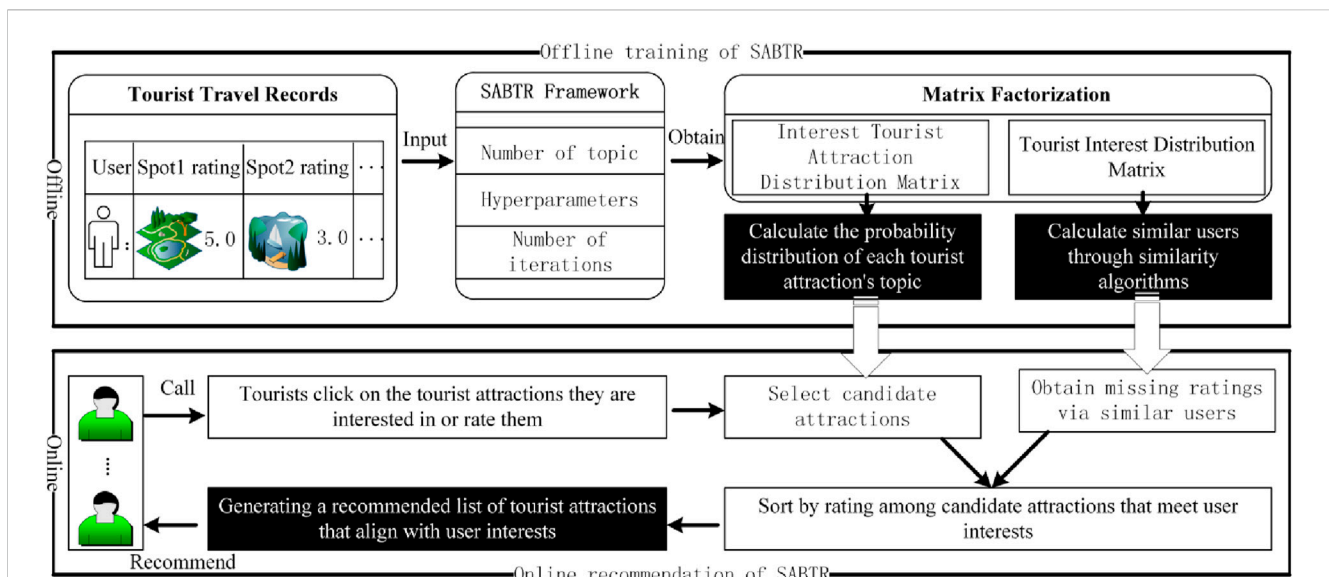 Offline training of SABTR
Offline
Tourist Travel Records
User Spot1 rating Spot2 rating ...
: 5.0 3.0 ...
Input
SABTR Framework
Number of topic
Hyperparameters
Number of
iterations
Obtain
Matrix Factorization
Interest Tourist
Attraction
Distribution Matrix
Tourist Interest Distribution
Matrix
Calculate the probability
distribution of each tourist
attraction's topic
Calculate similar users
through similarity
algorithms
Online
Call
Tourists click on the tourist attractions they are
interested in or rate them
Select candidate
attractions
Obtain missing ratings
via similar users
Generating a recommended list of tourist attractions
that align with user interests
Sort by rating among candidate attractions that meet user
interests
Recommend
Online recommendation of SABTR